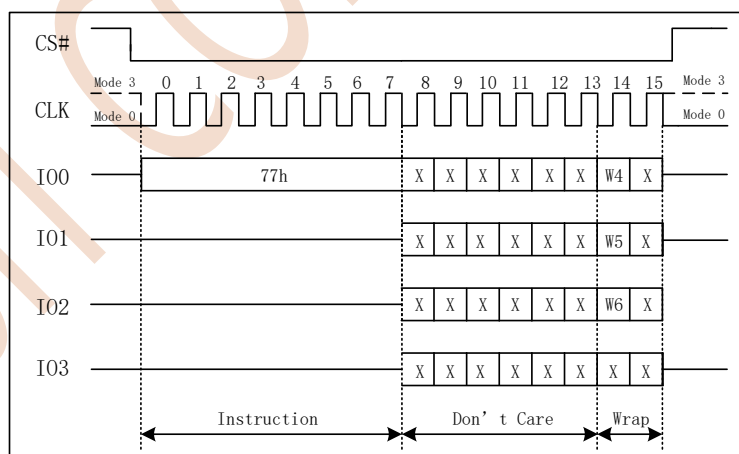 CS#
Mode 3 0 1 2 3 4 5 6 7 8 9 10 11 12 13 14 15 Mode 3
CLK
Mode 0 Mode 0
IO0 77h X X X X X X W4 X
IO1 X X X X X X W5 X
IO2 X X X X X X W6 X
IO3 X X X X X X X X
Instruction Don't Care Wrap